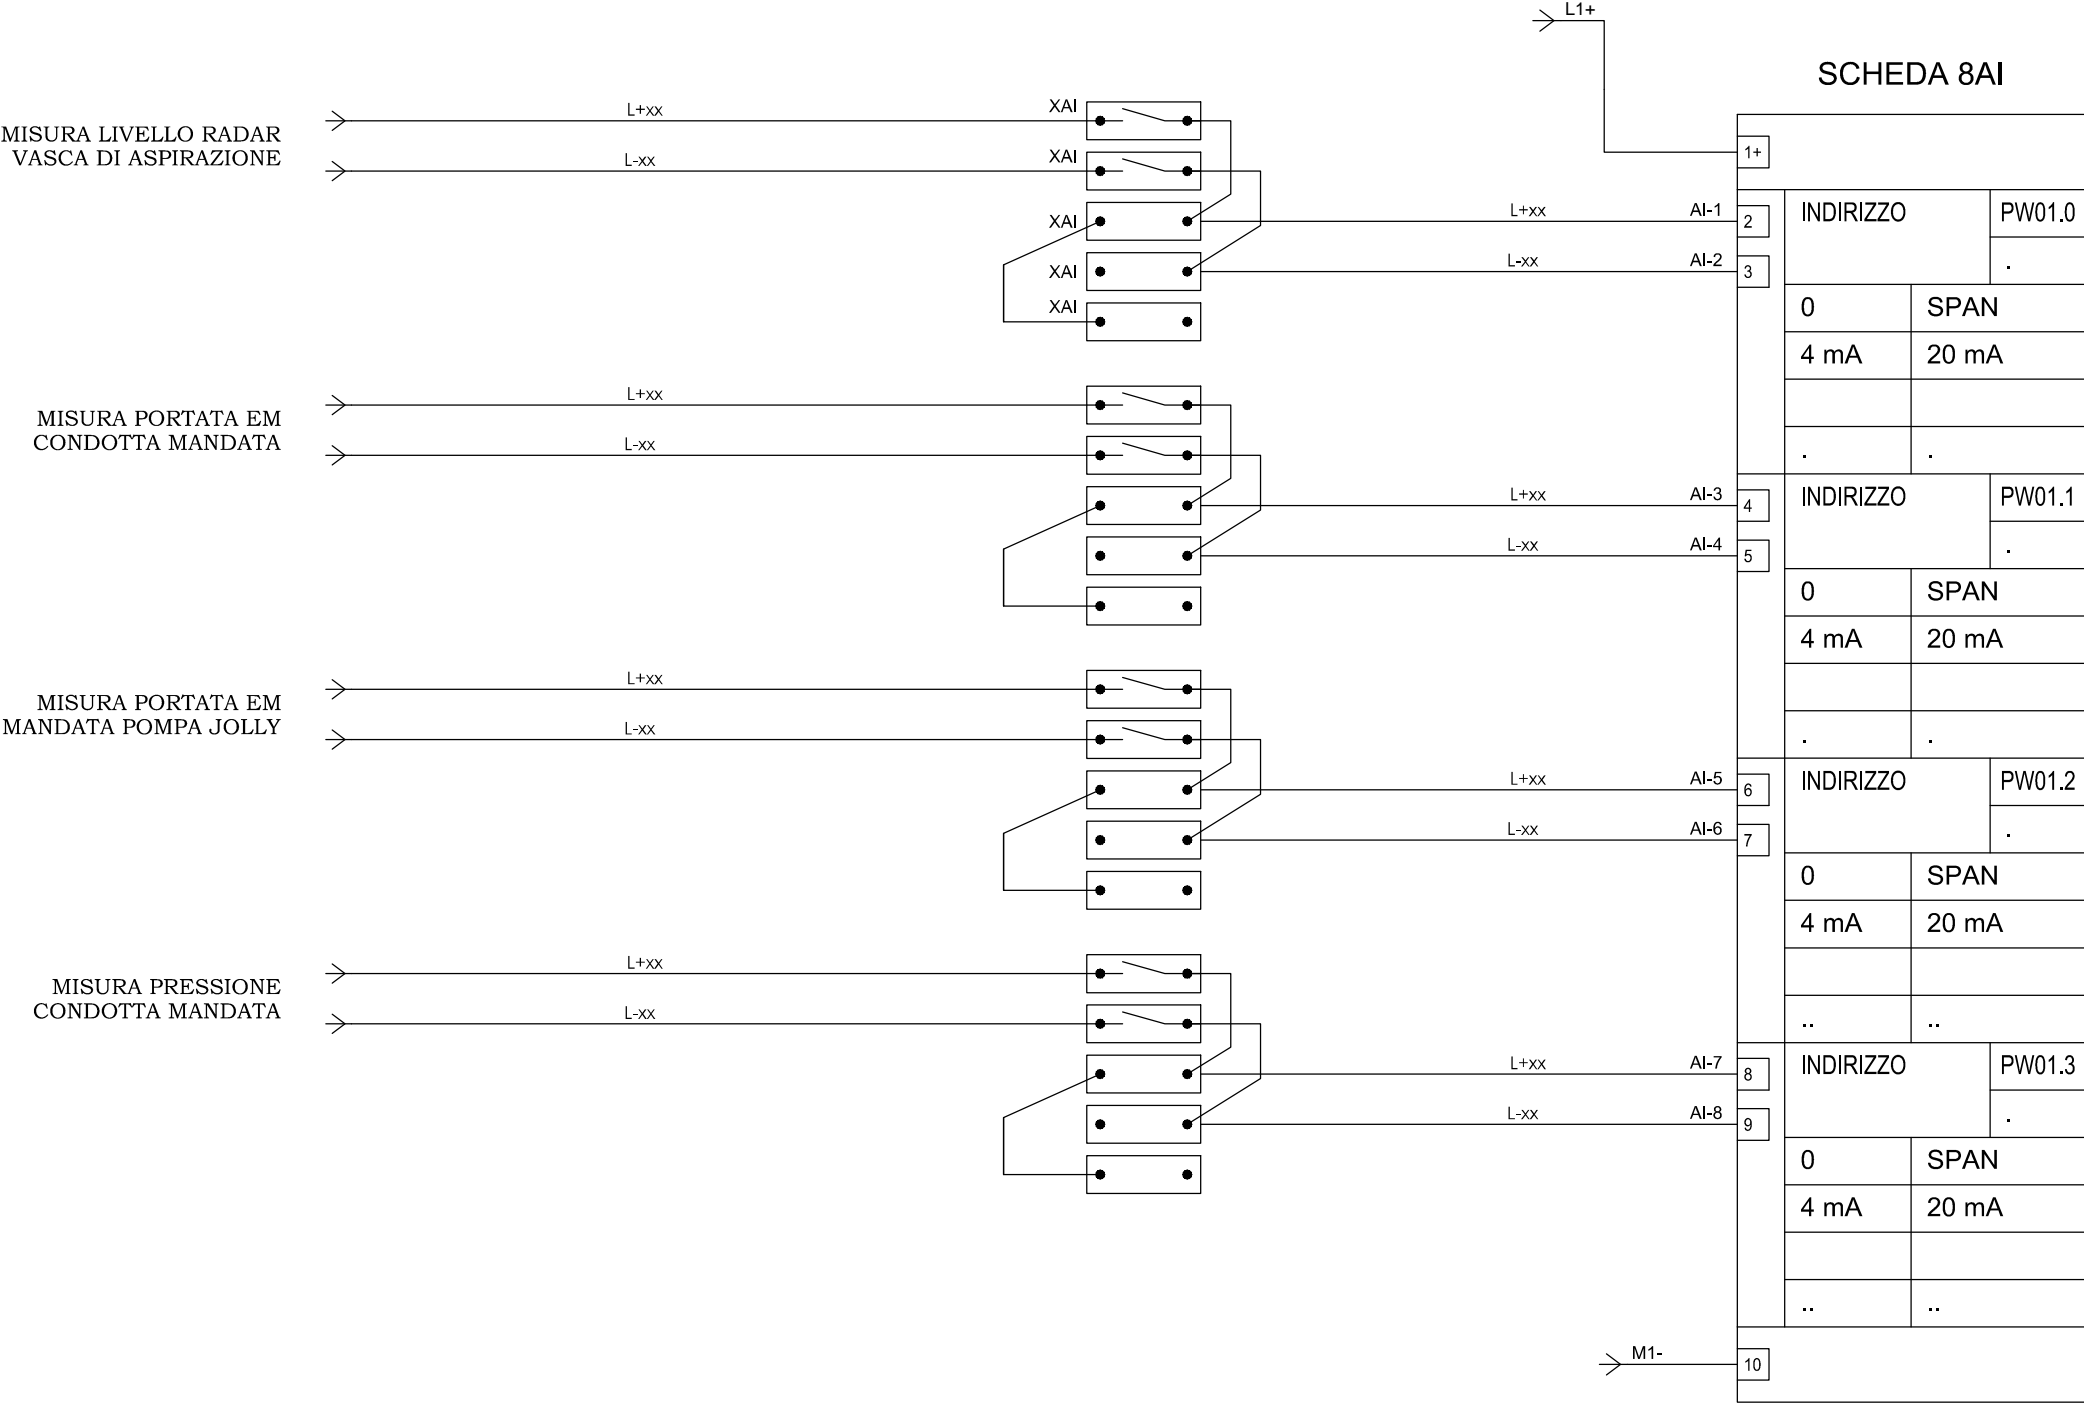 L1+
SCHEDA 8AI
1+
MISURA LIVELLO RADAR
VASCA DI ASPIRAZIONE
L+xx
XAI
L-xx
XAI
XAI
L+xx
AI-1
2
INDIRIZZO
PW01.0
XAI
L-xx
AI-2
3
.
XAI
0
SPAN
4 mA
20 mA
.
.
MISURA PORTATA EM
CONDOTTA MANDATA
L+xx
L-xx
L+xx
AI-3
4
INDIRIZZO
PW01.1
L-xx
AI-4
5
.
0
SPAN
4 mA
20 mA
.
.
MISURA PORTATA EM
MANDATA POMPA JOLLY
L+xx
L-xx
L+xx
AI-5
6
INDIRIZZO
PW01.2
L-xx
AI-6
7
.
0
SPAN
4 mA
20 mA
..
..
MISURA PRESSIONE
CONDOTTA MANDATA
L+xx
L-xx
L+xx
AI-7
8
INDIRIZZO
PW01.3
L-xx
AI-8
9
.
0
SPAN
4 mA
20 mA
..
..
M1-
10